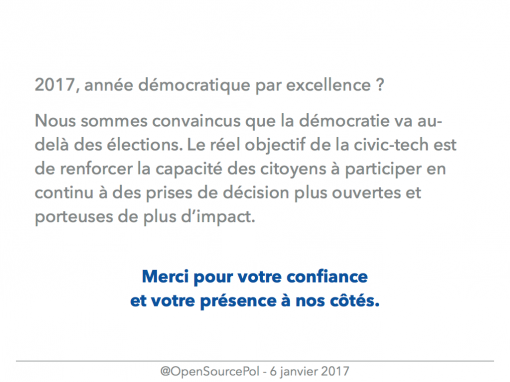 2017, année démocratique par excellence ?
Nous sommes convaincus que la démocratie va au-
delà des élections. Le réel objectif de la civic-tech est
de renforcer la capacité des citoyens à participer en
continu à des prises de décision plus ouvertes et
porteuses de plus d’impact.
Merci pour votre confiance
et votre présence à nos côtés.
@OpenSourcePol - 6 janvier 2017